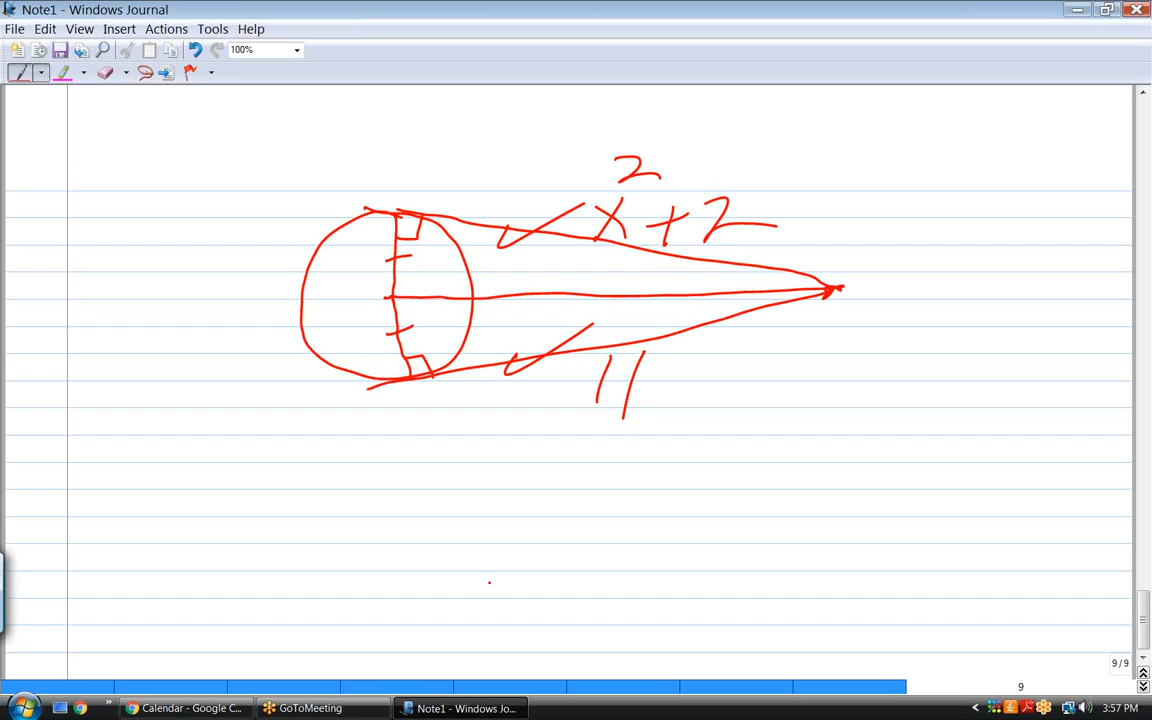 Note1 - Windows Journal
File Edit View Insert Actions Tools Help
100%
2
x + 2
11
9/9
9
Calendar - Google C...
GoToMeeting
Note1 - Windows Jo...
3:57 PM